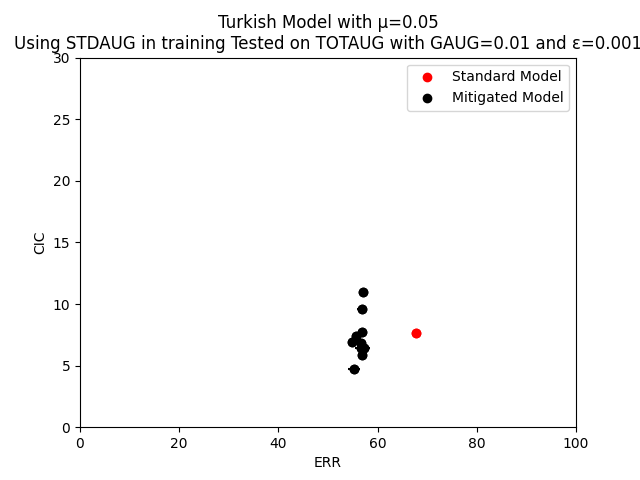 Turkish Model with μ=0.05
Using STDAUG in training Tested on TOTAUG with GAUG=0.01 and ε=0.001
30
25
20
15
10
5
0
CIC
Standard Model
Mitigated Model
0 20 40 60 80 100
ERR